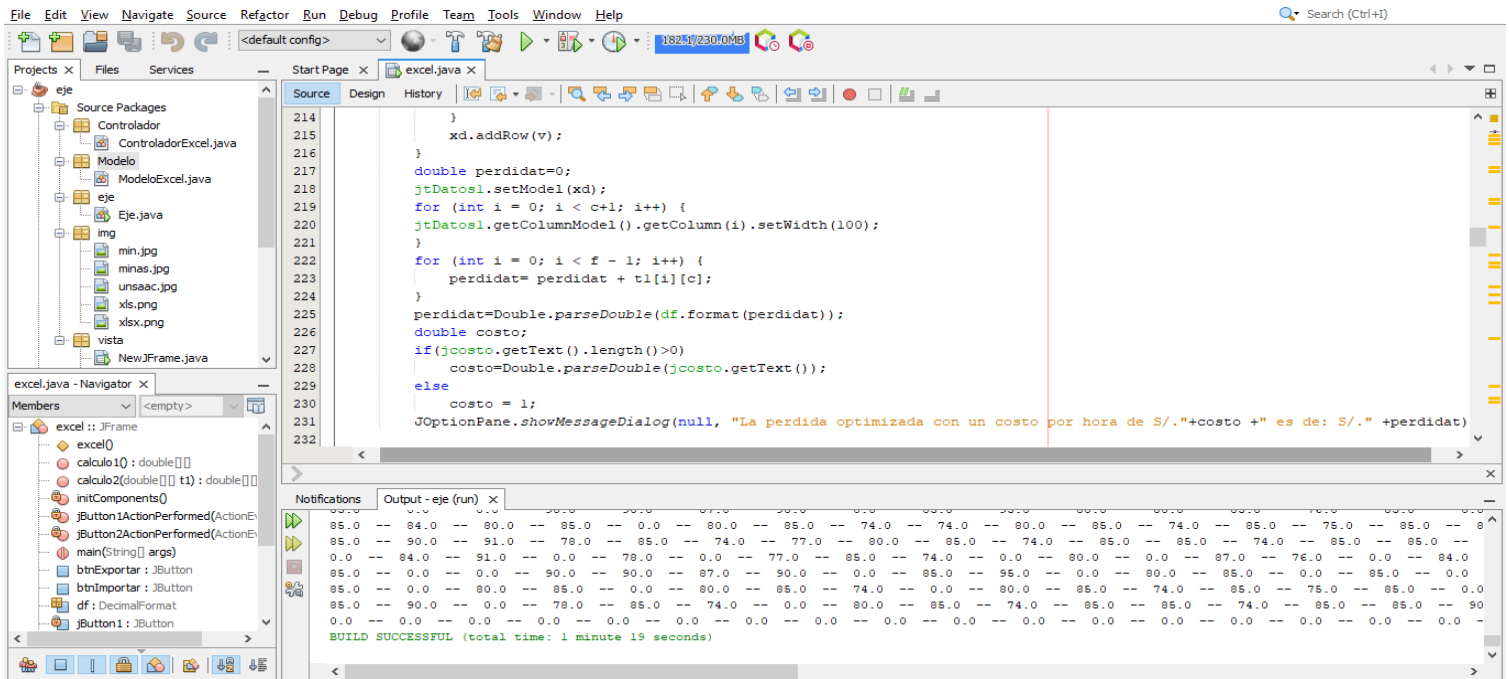 File Edit View Navigate Source Refactor Run Debug Profile Team Tools Window Help Search (Ctrl+I)
<default config> 182.1/230.0MB
Projects Files Services
eje
Source Packages
Controlador
ControladorExcel.java
Modelo
ModeloExcel.java
eje
Eje.java
img
min.jpg
minas.jpg
unsaac.jpg
xls.png
xlsx.png
vista
NewJFrame.java
excel.java - Navigator
Members <empty>
excel :: JFrame
excel()
calculo1() : double[][]
calculo2(double[][] t1) : double[][]
initComponents()
jButton1ActionPerformed(ActionEv
jButton2ActionPerformed(ActionEv
main(String[] args)
btnExportar : JButton
btnImportar : JButton
df : DecimalFormat
jButton1 : JButton
Start Page excel.java
Source Design History
214 }
215 xd.addRow(v);
216 }
217 double perdidat=0;
218 jtDatos1.setModel(xd);
219 for (int i = 0; i < c+1; i++) {
220 jtDatos1.getColumnModel().getColumn(i).setWidth(100);
221 }
222 for (int i = 0; i < f - 1; i++) {
223 perdidat= perdidat + t1[i][c];
224 }
225 perdidat=Double.parseDouble(df.format(perdidat));
226 double costo;
227 if(jcosto.getText().length()>0)
228 costo=Double.parseDouble(jcosto.getText());
229 else
230 costo = 1;
231 JOptionPane.showMessageDialog(null, "La perdida optimizada con un costo por hora de S/."+costo +" es de: S/." +perdidat)
232
Notifications Output - eje (run)
85.0 -- 84.0 -- 80.0 -- 85.0 -- 0.0 -- 80.0 -- 85.0 -- 74.0 -- 74.0 -- 80.0 -- 85.0 -- 74.0 -- 85.0 -- 75.0 -- 85.0 -- 8
85.0 -- 90.0 -- 91.0 -- 78.0 -- 85.0 -- 74.0 -- 77.0 -- 80.0 -- 85.0 -- 74.0 -- 85.0 -- 85.0 -- 74.0 -- 85.0 -- 85.0 --
0.0 -- 84.0 -- 91.0 -- 0.0 -- 78.0 -- 0.0 -- 77.0 -- 85.0 -- 74.0 -- 0.0 -- 80.0 -- 0.0 -- 87.0 -- 76.0 -- 0.0 -- 84.0
85.0 -- 0.0 -- 0.0 -- 90.0 -- 90.0 -- 87.0 -- 90.0 -- 0.0 -- 85.0 -- 95.0 -- 0.0 -- 80.0 -- 85.0 -- 0.0 -- 85.0 -- 0.0
85.0 -- 0.0 -- 80.0 -- 85.0 -- 0.0 -- 80.0 -- 85.0 -- 74.0 -- 0.0 -- 80.0 -- 85.0 -- 74.0 -- 85.0 -- 75.0 -- 85.0 -- 0.0
85.0 -- 90.0 -- 0.0 -- 78.0 -- 85.0 -- 74.0 -- 0.0 -- 80.0 -- 85.0 -- 74.0 -- 85.0 -- 85.0 -- 74.0 -- 85.0 -- 85.0 -- 90
0.0 -- 0.0 -- 0.0 -- 0.0 -- 0.0 -- 0.0 -- 0.0 -- 0.0 -- 0.0 -- 0.0 -- 0.0 -- 0.0 -- 0.0 -- 0.0 -- 0.0 -- 0.0 -
BUILD SUCCESSFUL (total time: 1 minute 19 seconds)